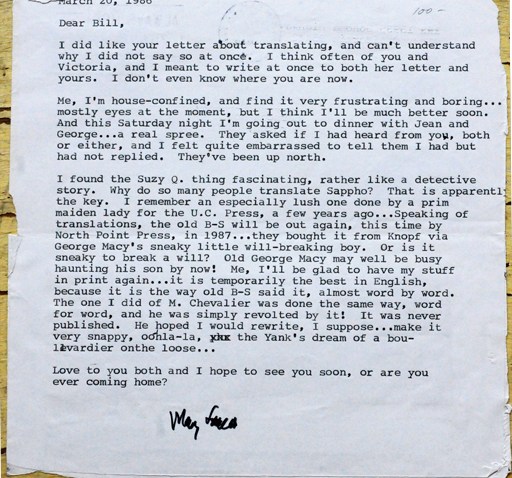 March 20, 1986
100-
Dear Bill,
I did like your letter about translating, and can't understand
why I did not say so at once. I think often of you and
Victoria, and I meant to write at once to both her letter and
yours. I don't even know where you are now.
Me, I'm house-confined, and find it very frustrating and boring...
mostly eyes at the moment, but I think I'll be much better soon.
And this Saturday night I'm going out to dinner with Jean and
George...a real spree. They asked if I had heard from you, both
or either, and I felt quite embarrassed to tell them I had but
had not replied. They've been up north.
I found the Suzy Q. thing fascinating, rather like a detective
story. Why do so many people translate Sappho? That is apparently
the key. I remember an especially lush one done by a prim
maiden lady for the U.C. Press, a few years ago...Speaking of
translations, the old B-S will be out again, this time by
North Point Press, in 1987...they bought it from Knopf via
George Macy's sneaky little will-breaking boy. Or is it
sneaky to break a will? Old George Macy may well be busy
haunting his son by now! Me, I'll be glad to have my stuff
in print again...it is temporarily the best in English,
because it is the way old B-S said it, almost word by word.
The one I did of M. Chevalier was done the same way, word
for word, and he was simply revolted by it! It was never
published. He hoped I would rewrite, I suppose...make it
very snappy, oohla-la, the Yank's dream of a bou-
levardier onthe loose...
Love to you both and I hope to see you soon, or are you
ever coming home?